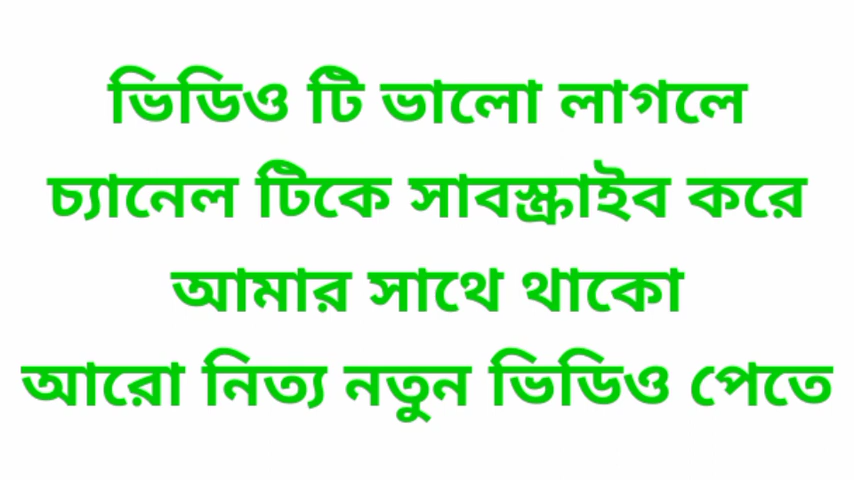 ভিডিও টি ভালো লাগলে
চ্যানেল টিকে সাবস্ক্রাইব করে
আমার সাথে থাকো
আরো নিত্য নতুন ভিডিও পেতে